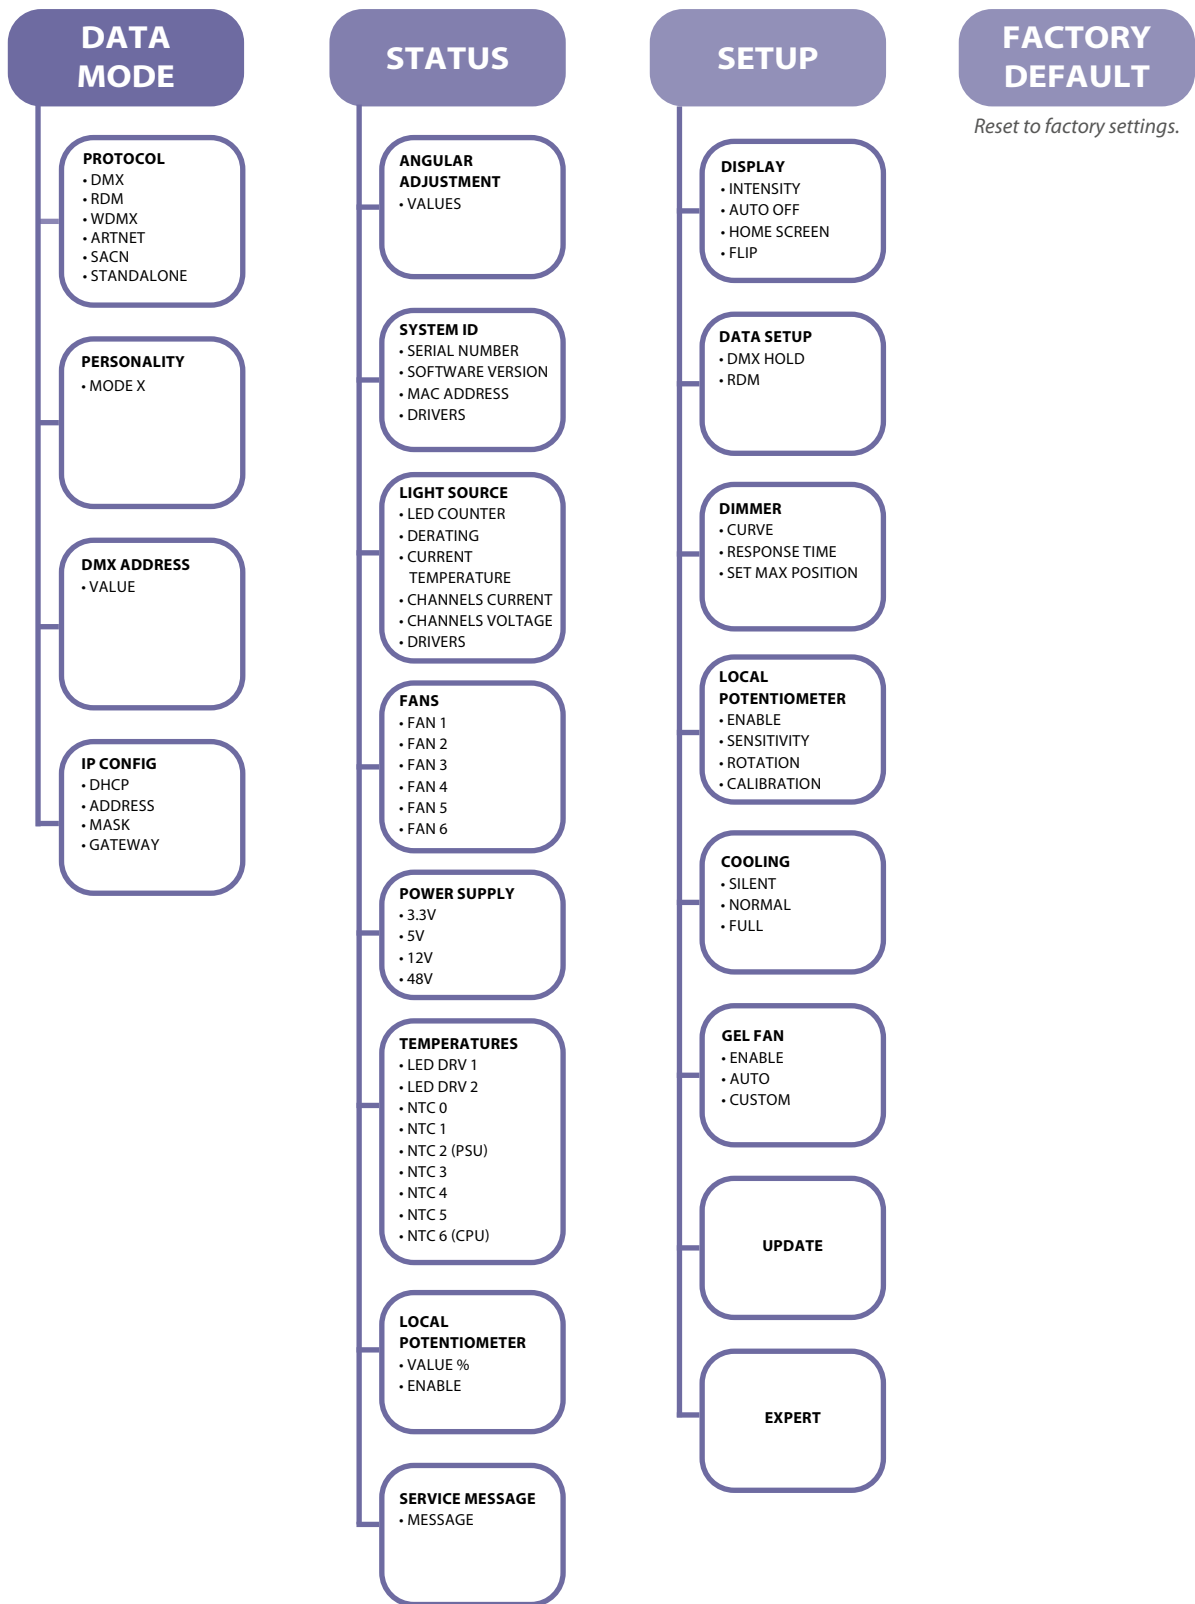 DATA
MODE
PROTOCOL
• DMX
• RDM
• WDMX
• ARTNET
• SACN
• STANDALONE
PERSONALITY
• MODE X
DMX ADDRESS
• VALUE
IP CONFIG
• DHCP
• ADDRESS
• MASK
• GATEWAY
STATUS
ANGULAR
ADJUSTMENT
• VALUES
SYSTEM ID
• SERIAL NUMBER
• SOFTWARE VERSION
• MAC ADDRESS
• DRIVERS
LIGHT SOURCE
• LED COUNTER
• DERATING
• CURRENT
TEMPERATURE
• CHANNELS CURRENT
• CHANNELS VOLTAGE
• DRIVERS
FANS
• FAN 1
• FAN 2
• FAN 3
• FAN 4
• FAN 5
• FAN 6
POWER SUPPLY
• 3.3V
• 5V
• 12V
• 48V
TEMPERATURES
• LED DRV 1
• LED DRV 2
• NTC 0
• NTC 1
• NTC 2 (PSU)
• NTC 3
• NTC 4
• NTC 5
• NTC 6 (CPU)
LOCAL
POTENTIOMETER
• VALUE %
• ENABLE
SERVICE MESSAGE
• MESSAGE
SETUP
DISPLAY
• INTENSITY
• AUTO OFF
• HOME SCREEN
• FLIP
DATA SETUP
• DMX HOLD
• RDM
DIMMER
• CURVE
• RESPONSE TIME
• SET MAX POSITION
LOCAL
POTENTIOMETER
• ENABLE
• SENSITIVITY
• ROTATION
• CALIBRATION
COOLING
• SILENT
• NORMAL
• FULL
GEL FAN
• ENABLE
• AUTO
• CUSTOM
UPDATE
EXPERT
FACTORY
DEFAULT
Reset to factory settings.